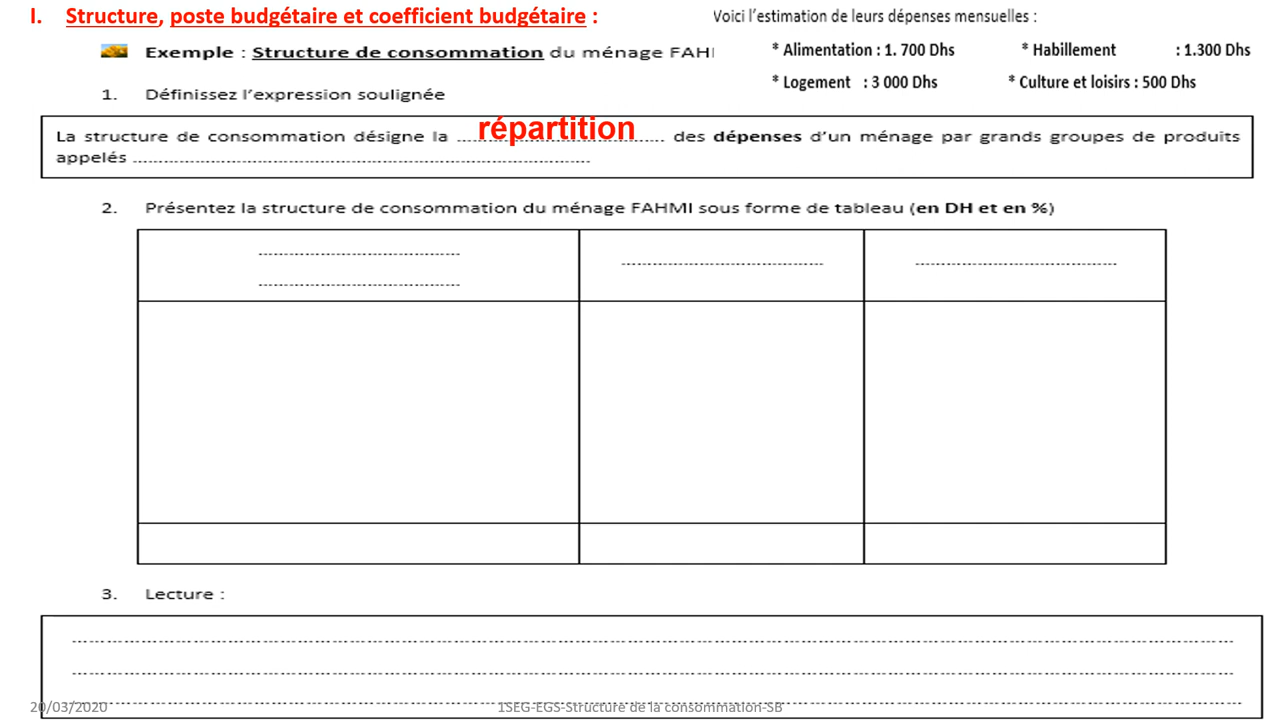 I. Structure, poste budgétaire et coefficient budgétaire :
Voici l'estimation de leurs dépenses mensuelles :
Exemple : Structure de consommation du ménage FAHI
* Alimentation : 1. 700 Dhs * Habillement : 1.300 Dhs
* Logement : 3 000 Dhs * Culture et loisirs : 500 Dhs
1. Définissez l'expression soulignée
La structure de consommation désigne la ........ répartition ........ des dépenses d'un ménage par grands groupes de produits
appelés ........................................
2. Présentez la structure de consommation du ménage FAHMI sous forme de tableau (en DH et en %)
3. Lecture :
20/03/2020 1SEG-EGS-Structure de la consommation-SB